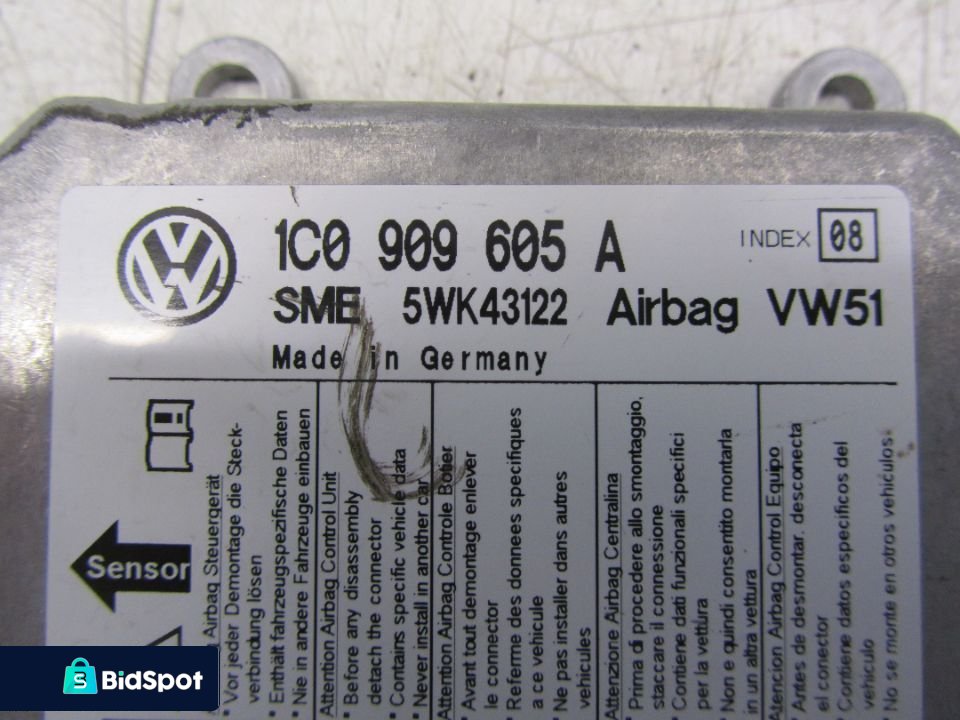 1C0 909 605 A
INDEX 08
SME 5WK43122 Airbag VW51
Made in Germany
Sensor
Airbag Steuergerät
• Vor jeder Demontage die Steck-
verbindung lösen
• Enthält fahrzeugspezifische Daten
• Nie in andere Fahrzeuge einbauen
Attention Airbag Control Unit
• Before any disassembly
detach the connector
• Contains specific vehicle data
• Never install in another car
Attention Airbag Controle Boitier
• Avant tout demontage enlever
le connector
• Referme des donnees specifiques
a ce vehicule
• Ne pas installer dans autres
vehicules
Attenzione Airbag Centralina
• Prima di procedere allo smontaggio,
staccare il connessione
• Contiene dati funzionali specifici
per la vettura
• Non e quindi consentito montarla
in un altra vettura
Atencion Airbag Control Equipo
Antes de desmontar, desconecta
el connector
Contiene datos especificos del
vehículo
No se monte en otros vehículos.
BidSpot